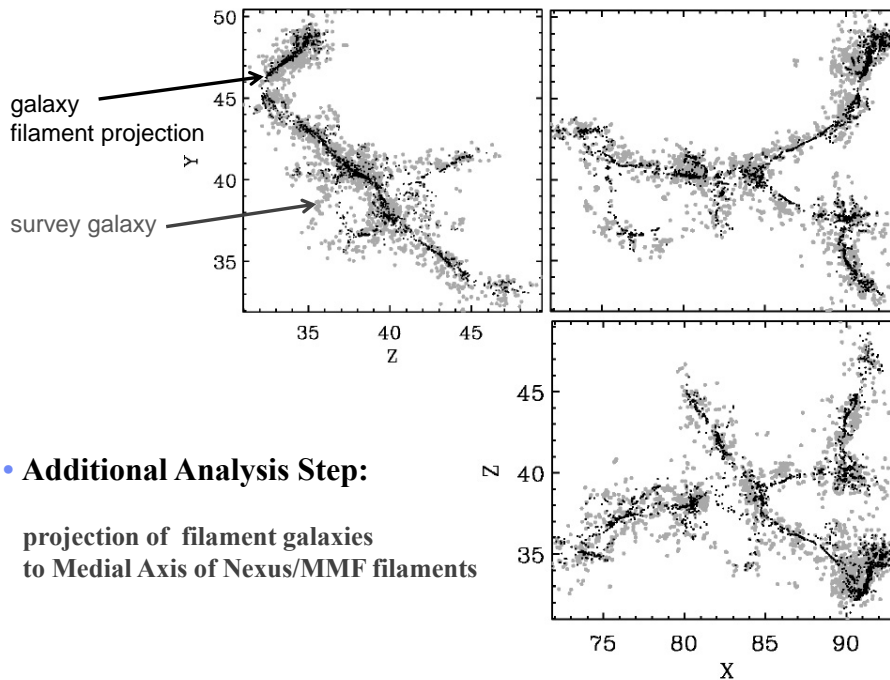 50
45
40
35
Y
galaxy
filament projection
survey galaxy
35
40
45
Z
45
40
35
Z
75
80
85
90
X
• Additional Analysis Step:
projection of filament galaxies
to Medial Axis of Nexus/MMF filaments